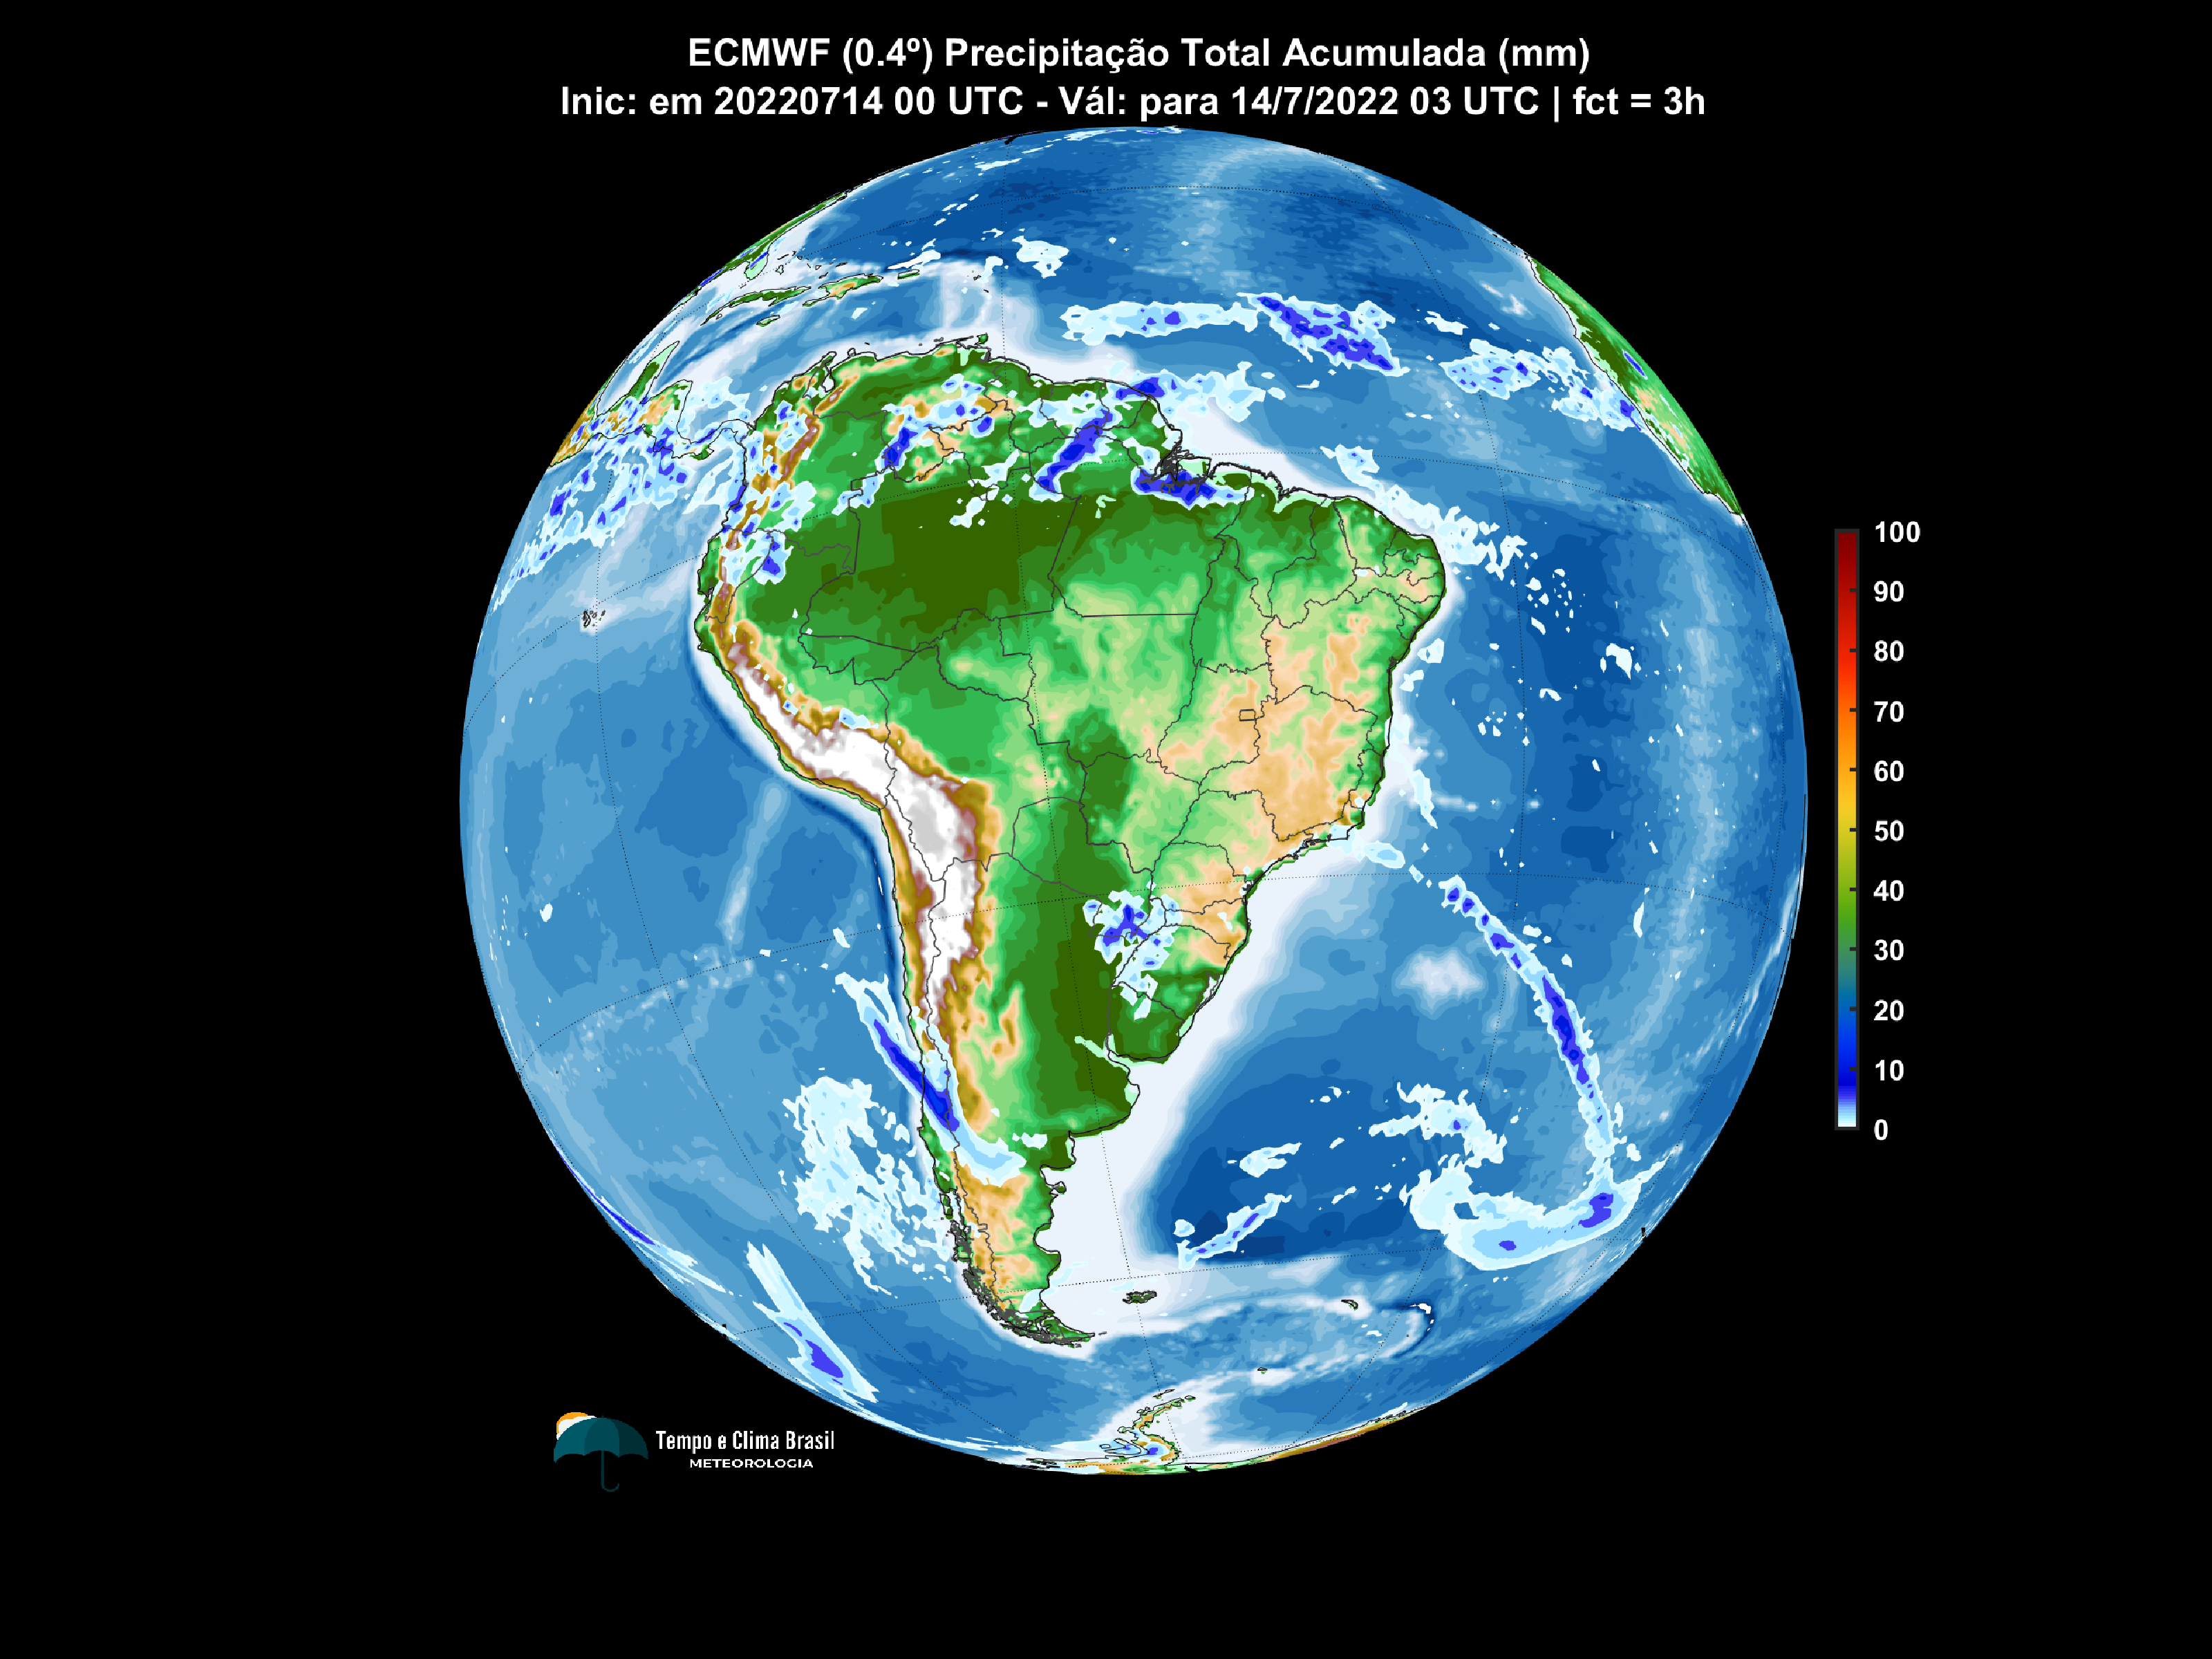 ECMWF (0.4º) Precipitação Total Acumulada (mm)
Inic: em 20220714 00 UTC - Vál: para 14/7/2022 03 UTC | fct = 3h
100
90
80
70
60
50
40
30
20
10
0
Tempo e Clima Brasil
METEOROLOGIA